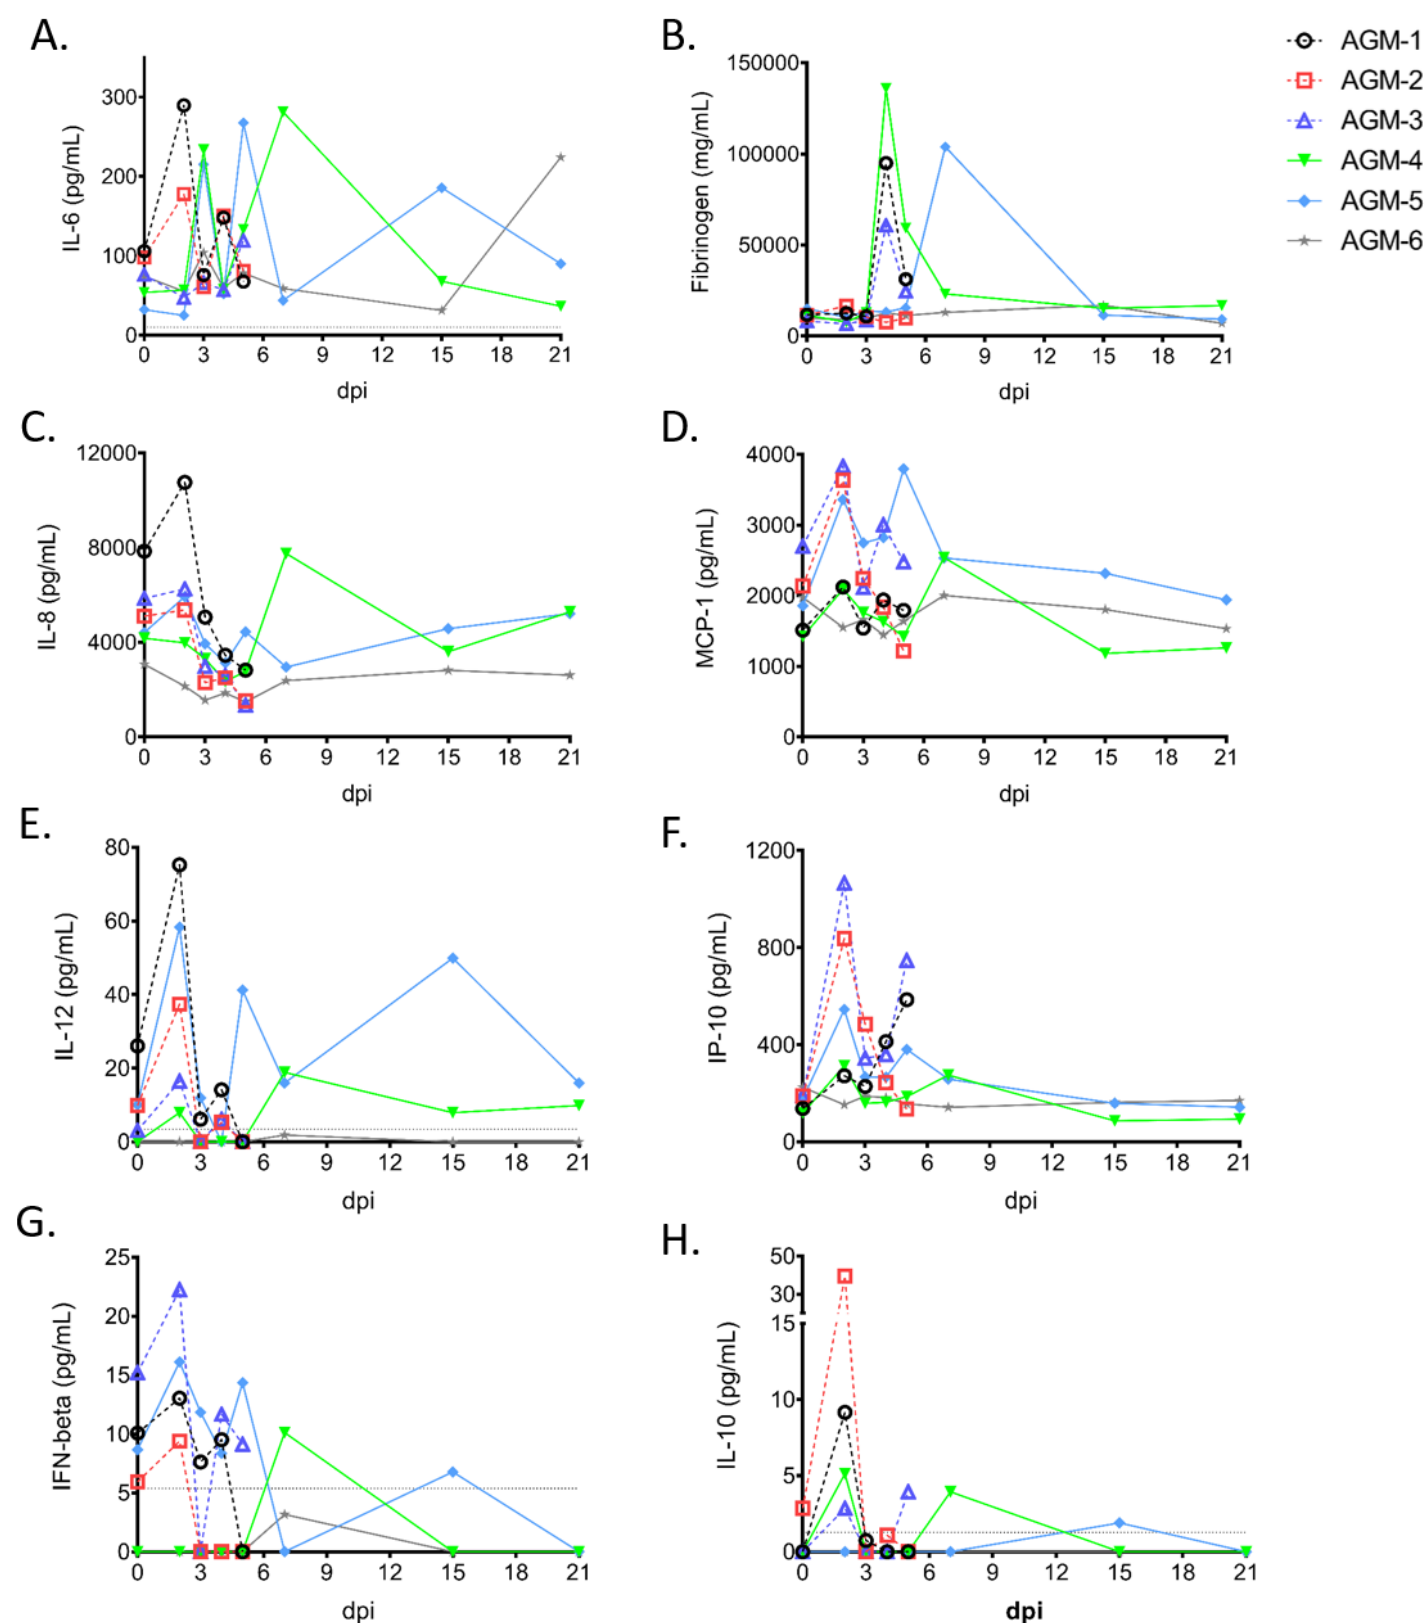 A.
IL-6 (pg/mL)
300
200
100
0
0 3 6 9 12 15 18 21
dpi
B.
Fibrinogen (mg/mL)
150000
100000
50000
0
0 3 6 9 12 15 18 21
dpi
AGM-1
AGM-2
AGM-3
AGM-4
AGM-5
AGM-6
C.
IL-8 (pg/mL)
12000
8000
4000
0
0 3 6 9 12 15 18 21
dpi
D.
MCP-1 (pg/mL)
4000
3000
2000
1000
0
0 3 6 9 12 15 18 21
dpi
E.
IL-12 (pg/mL)
80
60
40
20
0
0 3 6 9 12 15 18 21
dpi
F.
IP-10 (pg/mL)
1200
800
400
0
0 3 6 9 12 15 18 21
dpi
G.
IFN-beta (pg/mL)
25
20
15
10
5
0
0 3 6 9 12 15 18 21
dpi
H.
IL-10 (pg/mL)
50
30
15
10
5
0
0 3 6 9 12 15 18 21
dpi